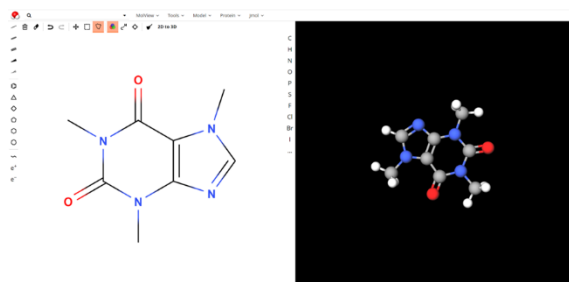 MolView Tools Model Protein Jmol
2D to 3D
C
H
N
O
P
S
F
Cl
Br
I
...
O
N
N
O
N
N